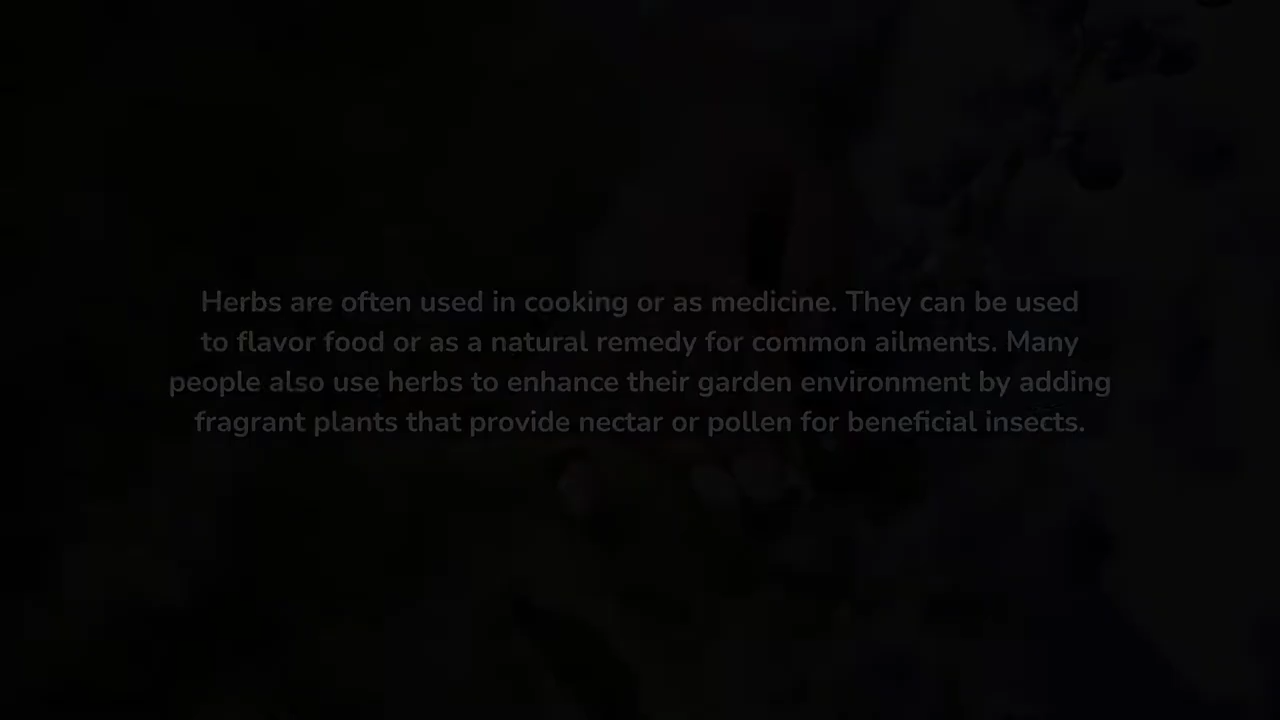 Herbs are often used in cooking or as medicine. They can be used
to flavor food or as a natural remedy for common ailments. Many
people also use herbs to enhance their garden environment by adding
fragrant plants that provide nectar or pollen for beneficial insects.